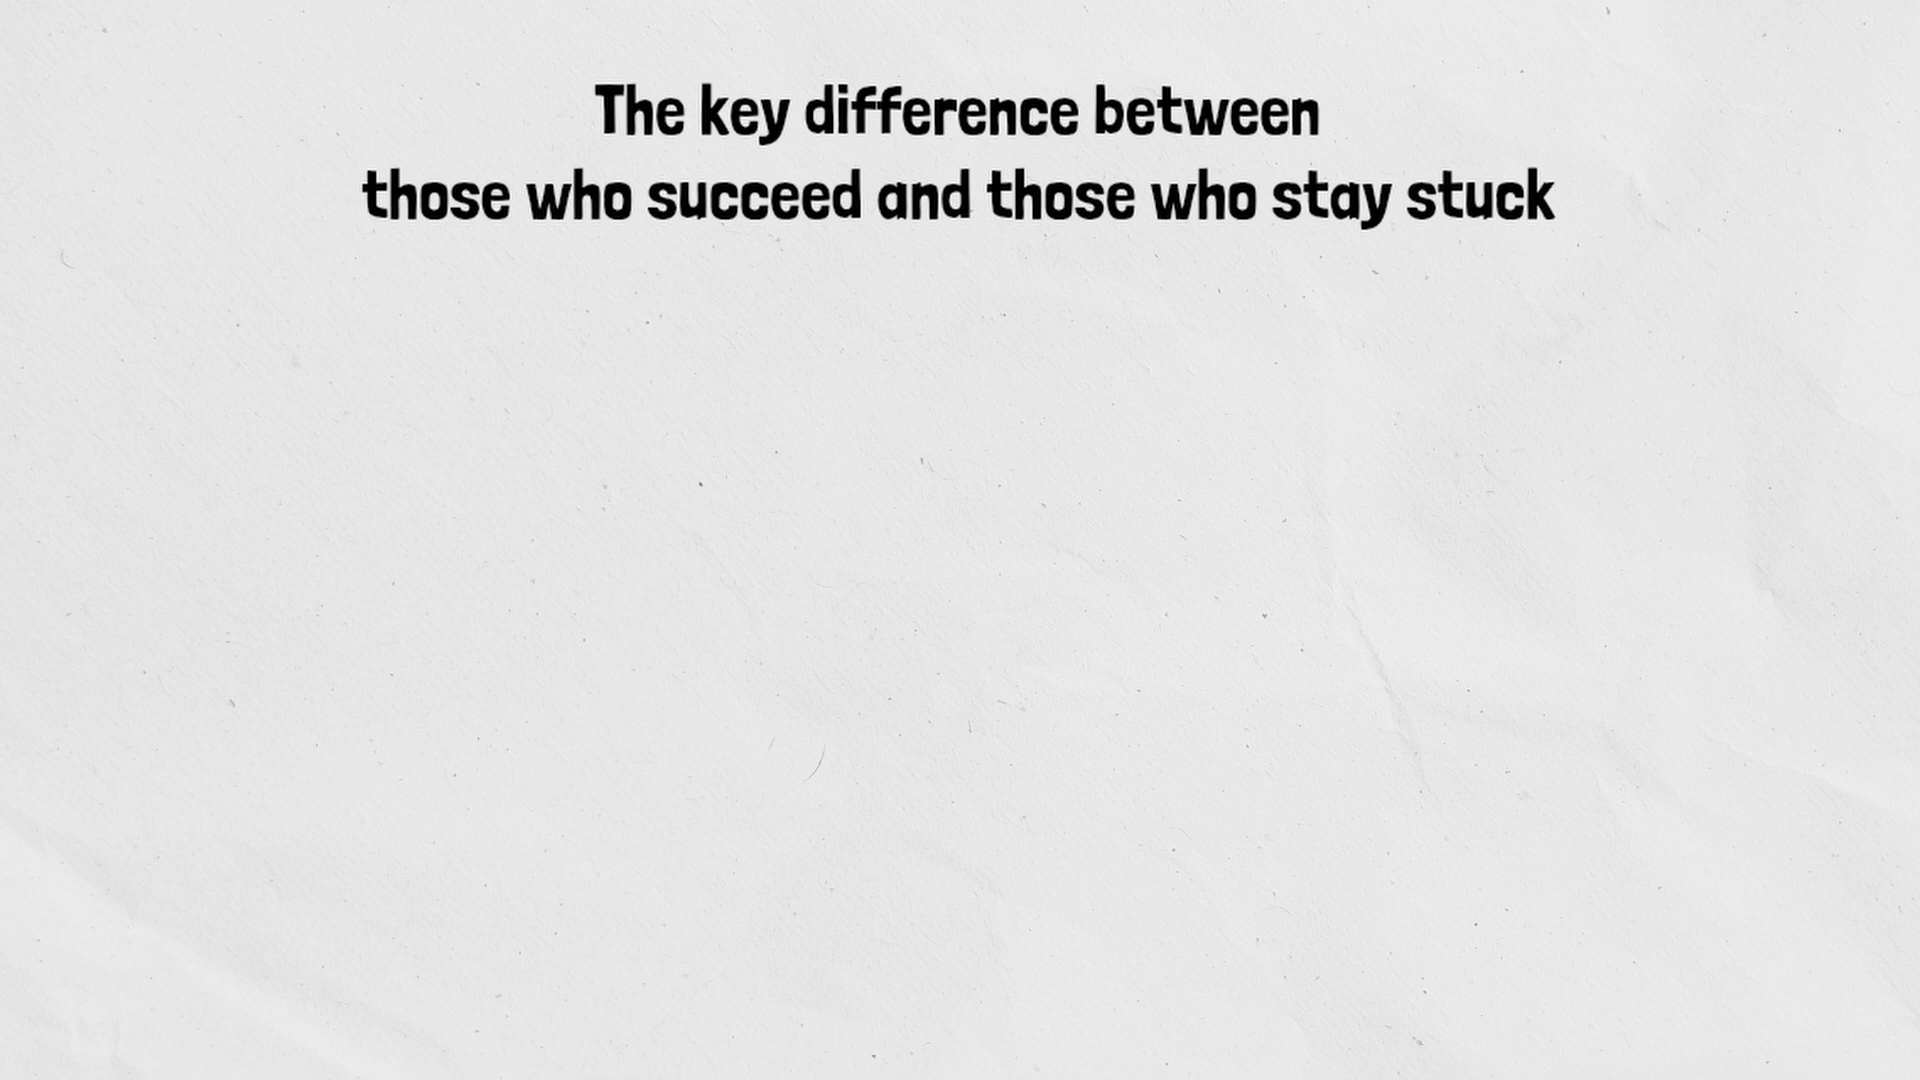 The key difference between
those who succeed and those who stay stuck